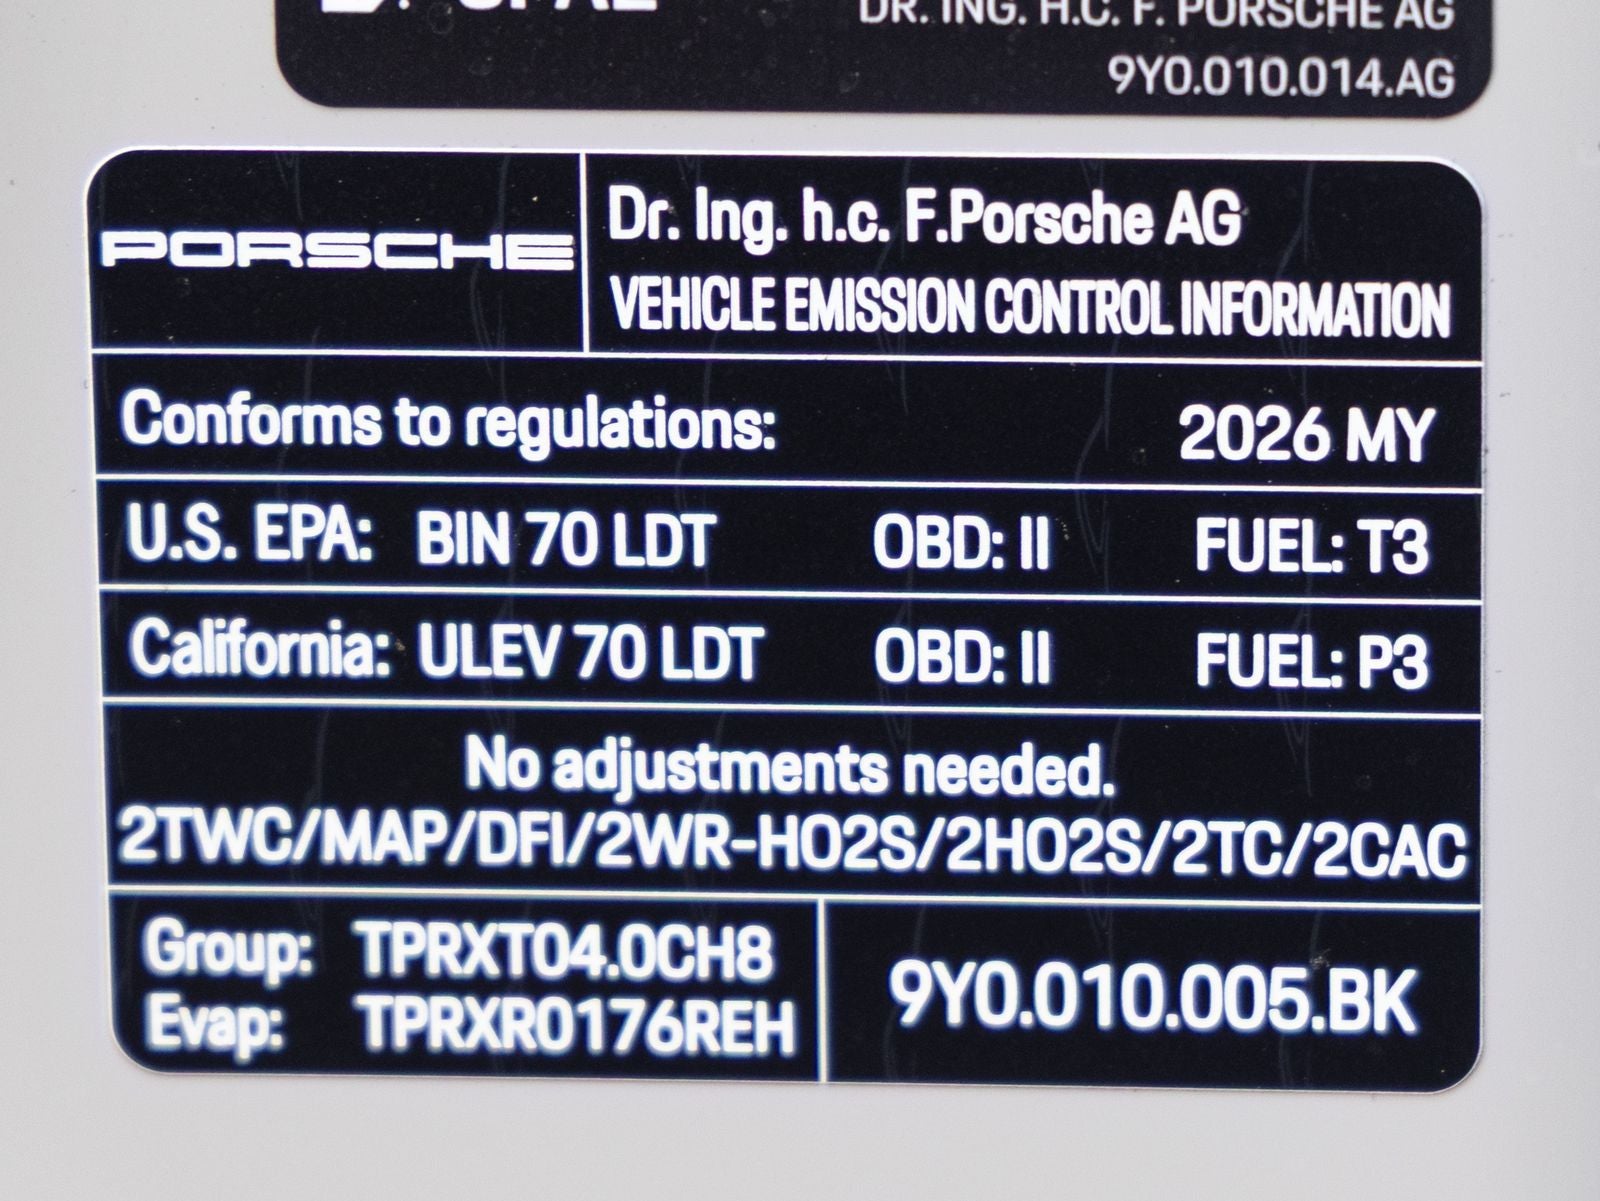 DR. ING. H.C. F. PORSCHE AG
9Y0.010.014.AG
PORSCHE
Dr. Ing. h.c. F.Porsche AG
VEHICLE EMISSION CONTROL INFORMATION
Conforms to regulations: 2026 MY
U.S. EPA: BIN 70 LDT OBD: II FUEL: T3
California: ULEV 70 LDT OBD: II FUEL: P3
No adjustments needed.
2TWC/MAP/DFI/2WR-HO2S/2HO2S/2TC/2CAC
Group: TPRXT04.0CH8
Evap: TPRXR0176REH
9Y0.010.005.BK